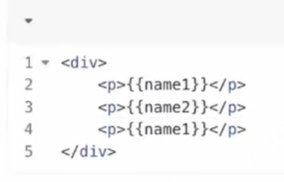 1 <div>
2 <p>{{name1}}</p>
3 <p>{{name2}}</p>
4 <p>{{name1}}</p>
5 </div>